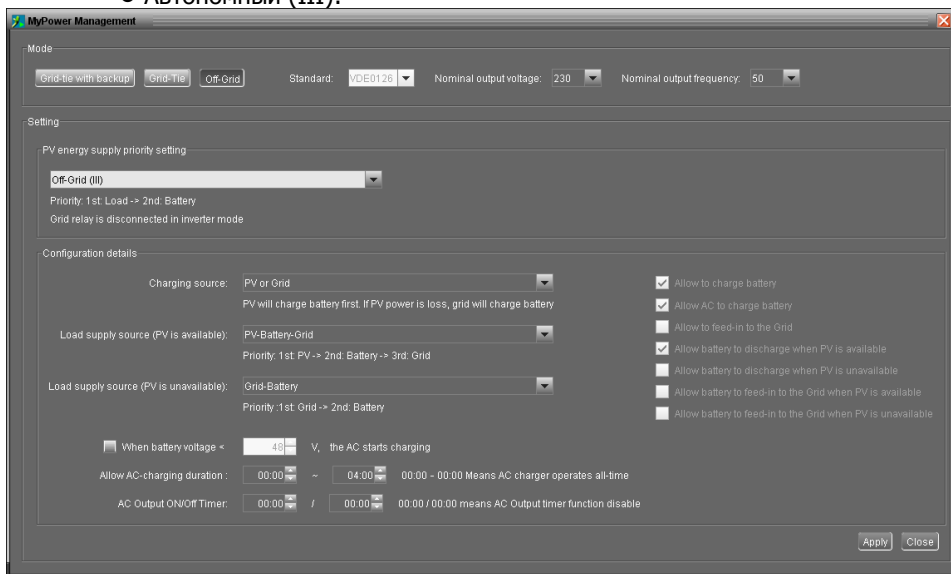 Автономный (III):
MyPower Management
Mode
Grid-tie with backup Grid-Tie Off-Grid Standard: VDE0126 Nominal output voltage: 230 Nominal output frequency: 50
Setting
PV energy supply priority setting
Off-Grid (III)
Priority: 1st: Load -> 2nd: Battery
Grid relay is disconnected in inverter mode
Configuration details
Charging source: PV or Grid
PV will charge battery first. If PV power is loss, grid will charge battery
Load supply source (PV is available): PV-Battery-Grid
Priority: 1st: PV -> 2nd: Battery -> 3rd: Grid
Load supply source (PV is unavailable): Grid-Battery
Priority :1st: Grid -> 2nd: Battery
When battery voltage < 48 V, the AC starts charging
Allow AC-charging duration : 00:00 ~ 04:00 00:00 - 00:00 Means AC charger operates all-time
AC Output ON/Off Timer: 00:00 / 00:00 00:00 / 00:00 means AC Output timer function disable
Allow to charge battery
Allow AC to charge battery
Allow to feed-in to the Grid
Allow battery to discharge when PV is available
Allow battery to discharge when PV is unavailable
Allow battery to feed-in to the Grid when PV is available
Allow battery to feed-in to the Grid when PV is unavailable
Apply Close